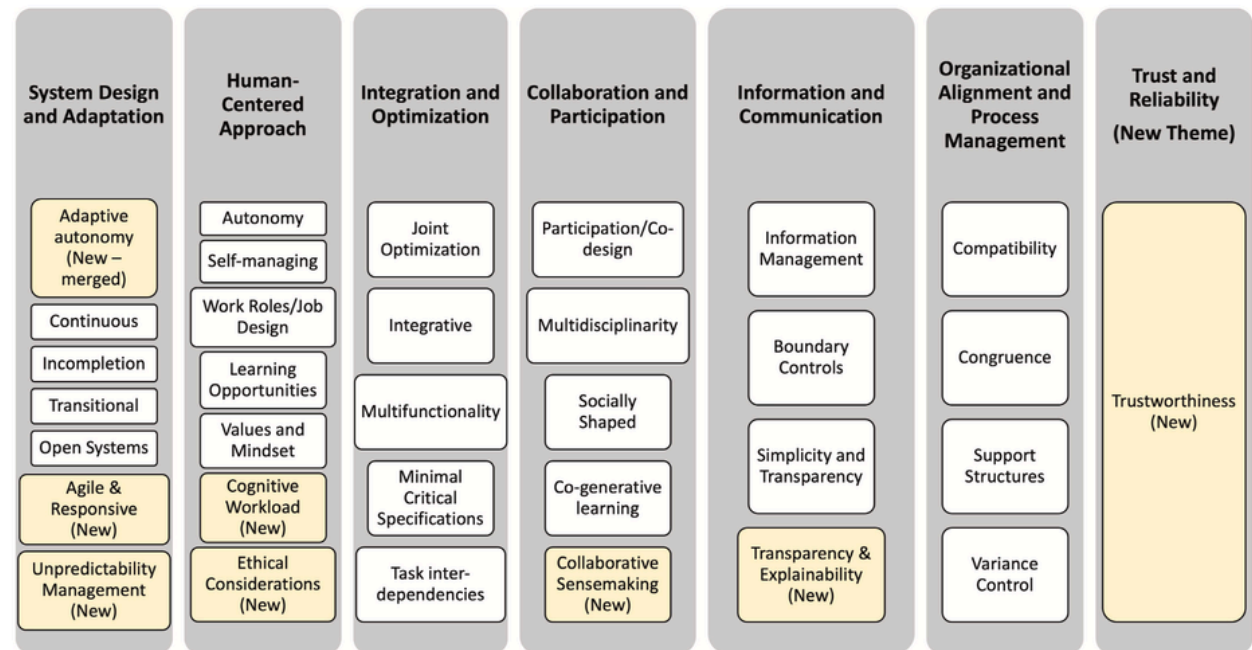 System Design
and Adaptation
Adaptive
autonomy
(New –
merged)
Continuous
Incompletion
Transitional
Open Systems
Agile &
Responsive
(New)
Unpredictability
Management
(New)
Human-
Centered
Approach
Autonomy
Self-managing
Work Roles/Job
Design
Learning
Opportunities
Values and
Mindset
Cognitive
Workload
(New)
Ethical
Considerations
(New)
Integration and
Optimization
Joint
Optimization
Integrative
Multifunctionality
Minimal
Critical
Specifications
Task inter-
dependencies
Collaboration and
Participation
Participation/Co-
design
Multidisciplinarity
Socially
Shaped
Co-generative
learning
Collaborative
Sensemaking
(New)
Information and
Communication
Information
Management
Boundary
Controls
Simplicity and
Transparency
Transparency &
Explainability
(New)
Organizational
Alignment and
Process
Management
Compatibility
Congruence
Support
Structures
Variance
Control
Trust and
Reliability
(New Theme)
Trustworthiness
(New)